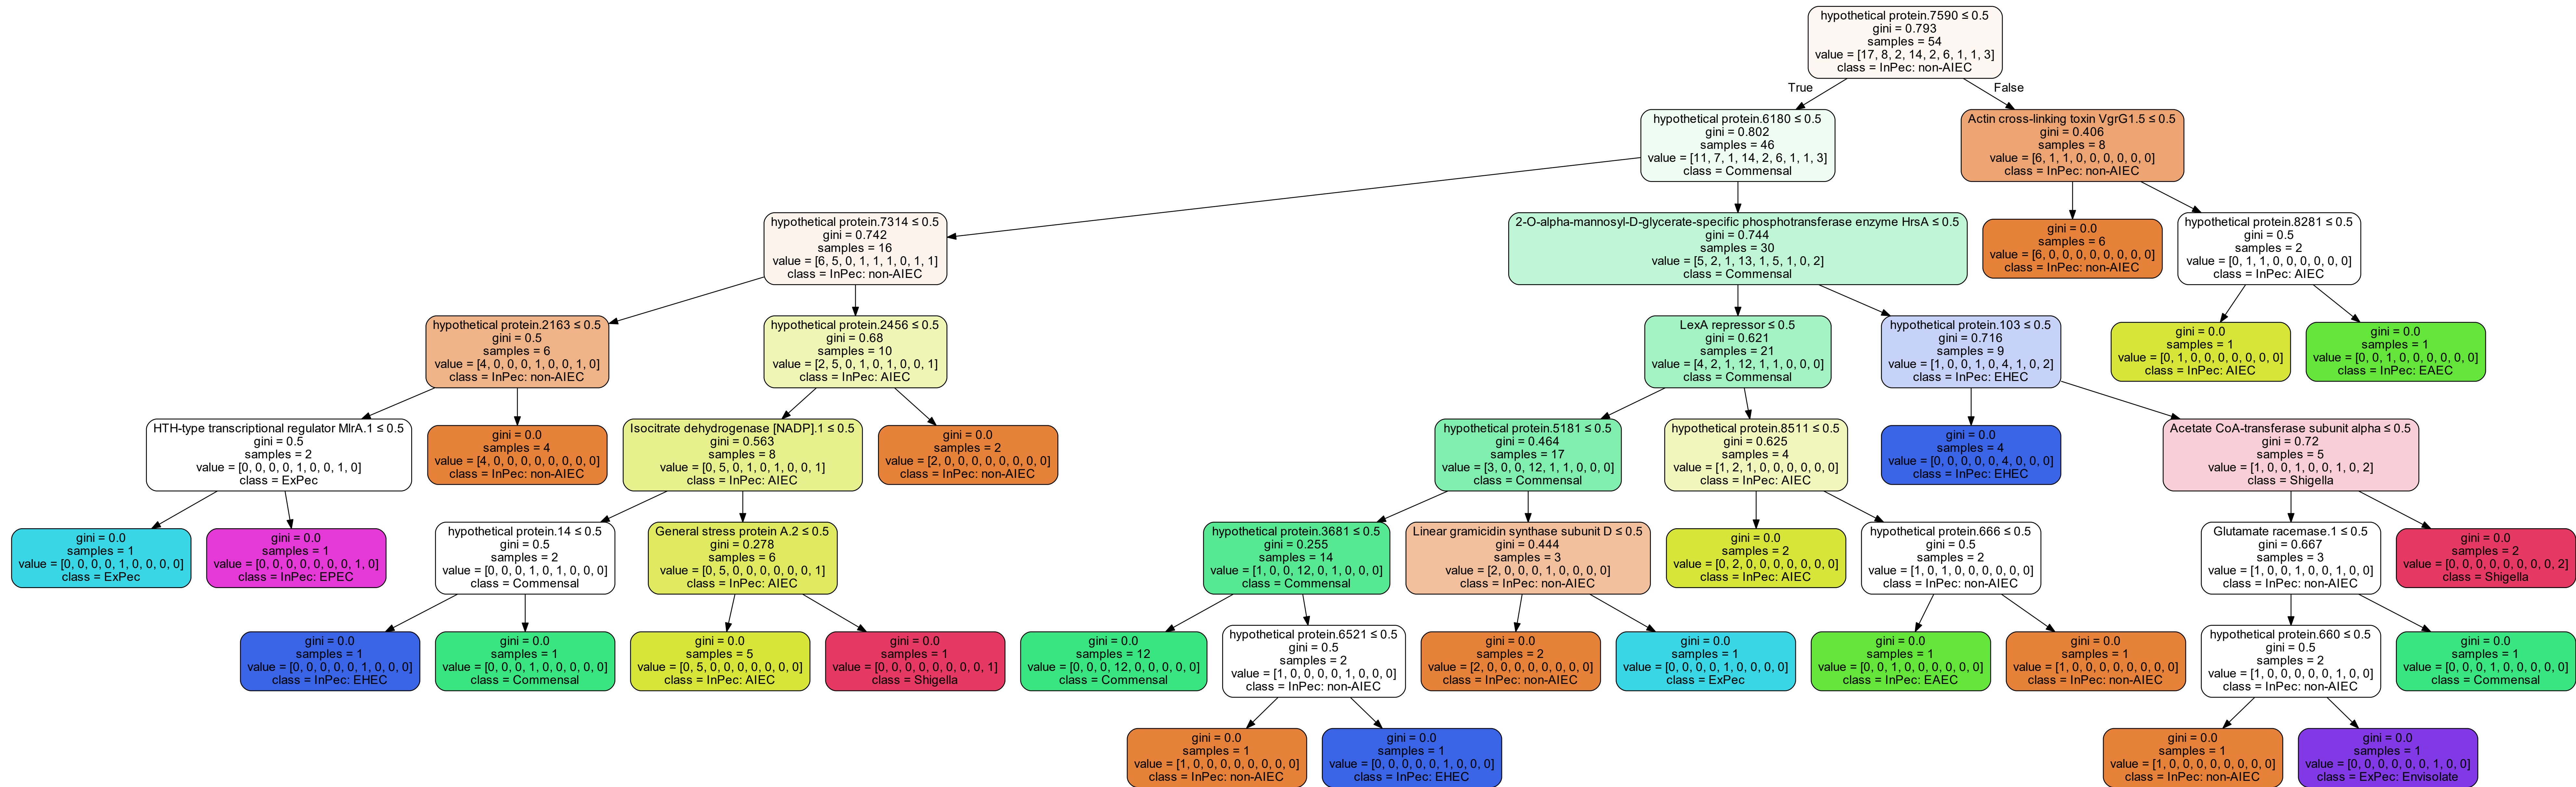 hypothetical protein.7590 ≤ 0.5
gini = 0.793
samples = 54
value = [17, 8, 2, 14, 2, 6, 1, 1, 3]
class = InPec: non-AIEC
True
False
hypothetical protein.6180 ≤ 0.5
gini = 0.802
samples = 46
value = [11, 7, 1, 14, 2, 6, 1, 1, 3]
class = Commensal
Actin cross-linking toxin VgrG1.5 ≤ 0.5
gini = 0.406
samples = 8
value = [6, 1, 1, 0, 0, 0, 0, 0, 0]
class = InPec: non-AIEC
hypothetical protein.7314 ≤ 0.5
gini = 0.742
samples = 16
value = [6, 5, 0, 1, 1, 1, 0, 1, 1]
class = InPec: non-AIEC
2-O-alpha-mannosyl-D-glycerate-specific phosphotransferase enzyme HrsA ≤ 0.5
gini = 0.744
samples = 30
value = [5, 2, 1, 13, 1, 5, 1, 0, 2]
class = Commensal
gini = 0.0
samples = 6
value = [6, 0, 0, 0, 0, 0, 0, 0, 0]
class = InPec: non-AIEC
hypothetical protein.8281 ≤ 0.5
gini = 0.5
samples = 2
value = [0, 1, 1, 0, 0, 0, 0, 0, 0]
class = InPec: AIEC
hypothetical protein.2163 ≤ 0.5
gini = 0.5
samples = 6
value = [4, 0, 0, 0, 1, 0, 0, 1, 0]
class = InPec: non-AIEC
hypothetical protein.2456 ≤ 0.5
gini = 0.68
samples = 10
value = [2, 5, 0, 1, 0, 1, 0, 0, 1]
class = InPec: AIEC
LexA repressor ≤ 0.5
gini = 0.621
samples = 21
value = [4, 2, 1, 12, 1, 1, 0, 0, 0]
class = Commensal
hypothetical protein.103 ≤ 0.5
gini = 0.716
samples = 9
value = [1, 0, 0, 1, 0, 4, 1, 0, 2]
class = InPec: EHEC
gini = 0.0
samples = 1
value = [0, 1, 0, 0, 0, 0, 0, 0, 0]
class = InPec: AIEC
gini = 0.0
samples = 1
value = [0, 0, 1, 0, 0, 0, 0, 0, 0]
class = InPec: EAEC
HTH-type transcriptional regulator MlrA.1 ≤ 0.5
gini = 0.5
samples = 2
value = [0, 0, 0, 0, 1, 0, 0, 1, 0]
class = ExPec
gini = 0.0
samples = 4
value = [4, 0, 0, 0, 0, 0, 0, 0, 0]
class = InPec: non-AIEC
Isocitrate dehydrogenase [NADP].1 ≤ 0.5
gini = 0.563
samples = 8
value = [0, 5, 0, 1, 0, 1, 0, 0, 1]
class = InPec: AIEC
gini = 0.0
samples = 2
value = [2, 0, 0, 0, 0, 0, 0, 0, 0]
class = InPec: non-AIEC
hypothetical protein.5181 ≤ 0.5
gini = 0.464
samples = 17
value = [3, 0, 0, 12, 1, 1, 0, 0, 0]
class = Commensal
hypothetical protein.8511 ≤ 0.5
gini = 0.625
samples = 4
value = [1, 2, 1, 0, 0, 0, 0, 0, 0]
class = InPec: AIEC
gini = 0.0
samples = 4
value = [0, 0, 0, 0, 0, 4, 0, 0, 0]
class = InPec: EHEC
Acetate CoA-transferase subunit alpha ≤ 0.5
gini = 0.72
samples = 5
value = [1, 0, 0, 1, 0, 0, 1, 0, 2]
class = Shigella
gini = 0.0
samples = 1
value = [0, 0, 0, 0, 1, 0, 0, 0, 0]
class = ExPec
gini = 0.0
samples = 1
value = [0, 0, 0, 0, 0, 0, 0, 1, 0]
class = InPec: EPEC
hypothetical protein.14 ≤ 0.5
gini = 0.5
samples = 2
value = [0, 0, 0, 1, 0, 1, 0, 0, 0]
class = Commensal
General stress protein A.2 ≤ 0.5
gini = 0.278
samples = 6
value = [0, 5, 0, 0, 0, 0, 0, 0, 1]
class = InPec: AIEC
hypothetical protein.3681 ≤ 0.5
gini = 0.255
samples = 14
value = [1, 0, 0, 12, 0, 1, 0, 0, 0]
class = Commensal
Linear gramicidin synthase subunit D ≤ 0.5
gini = 0.444
samples = 3
value = [2, 0, 0, 0, 1, 0, 0, 0, 0]
class = InPec: non-AIEC
gini = 0.0
samples = 2
value = [0, 2, 0, 0, 0, 0, 0, 0, 0]
class = InPec: AIEC
hypothetical protein.666 ≤ 0.5
gini = 0.5
samples = 2
value = [1, 0, 1, 0, 0, 0, 0, 0, 0]
class = InPec: non-AIEC
Glutamate racemase.1 ≤ 0.5
gini = 0.667
samples = 3
value = [1, 0, 0, 1, 0, 0, 1, 0, 0]
class = InPec: non-AIEC
gini = 0.0
samples = 2
value = [0, 0, 0, 0, 0, 0, 0, 0, 2]
class = Shigella
gini = 0.0
samples = 1
value = [0, 0, 0, 0, 0, 1, 0, 0, 0]
class = InPec: EHEC
gini = 0.0
samples = 1
value = [0, 0, 0, 1, 0, 0, 0, 0, 0]
class = Commensal
gini = 0.0
samples = 5
value = [0, 5, 0, 0, 0, 0, 0, 0, 0]
class = InPec: AIEC
gini = 0.0
samples = 1
value = [0, 0, 0, 0, 0, 0, 0, 0, 1]
class = Shigella
gini = 0.0
samples = 12
value = [0, 0, 0, 12, 0, 0, 0, 0, 0]
class = Commensal
hypothetical protein.6521 ≤ 0.5
gini = 0.5
samples = 2
value = [1, 0, 0, 0, 0, 1, 0, 0, 0]
class = InPec: non-AIEC
gini = 0.0
samples = 2
value = [2, 0, 0, 0, 0, 0, 0, 0, 0]
class = InPec: non-AIEC
gini = 0.0
samples = 1
value = [0, 0, 0, 0, 1, 0, 0, 0, 0]
class = ExPec
gini = 0.0
samples = 1
value = [0, 0, 1, 0, 0, 0, 0, 0, 0]
class = InPec: EAEC
gini = 0.0
samples = 1
value = [1, 0, 0, 0, 0, 0, 0, 0, 0]
class = InPec: non-AIEC
hypothetical protein.660 ≤ 0.5
gini = 0.5
samples = 2
value = [1, 0, 0, 0, 0, 0, 1, 0, 0]
class = InPec: non-AIEC
gini = 0.0
samples = 1
value = [0, 0, 0, 1, 0, 0, 0, 0, 0]
class = Commensal
gini = 0.0
samples = 1
value = [1, 0, 0, 0, 0, 0, 0, 0, 0]
class = InPec: non-AIEC
gini = 0.0
samples = 1
value = [0, 0, 0, 0, 0, 1, 0, 0, 0]
class = InPec: EHEC
gini = 0.0
samples = 1
value = [1, 0, 0, 0, 0, 0, 0, 0, 0]
class = InPec: non-AIEC
gini = 0.0
samples = 1
value = [0, 0, 0, 0, 0, 0, 1, 0, 0]
class = ExPec: Envisolate